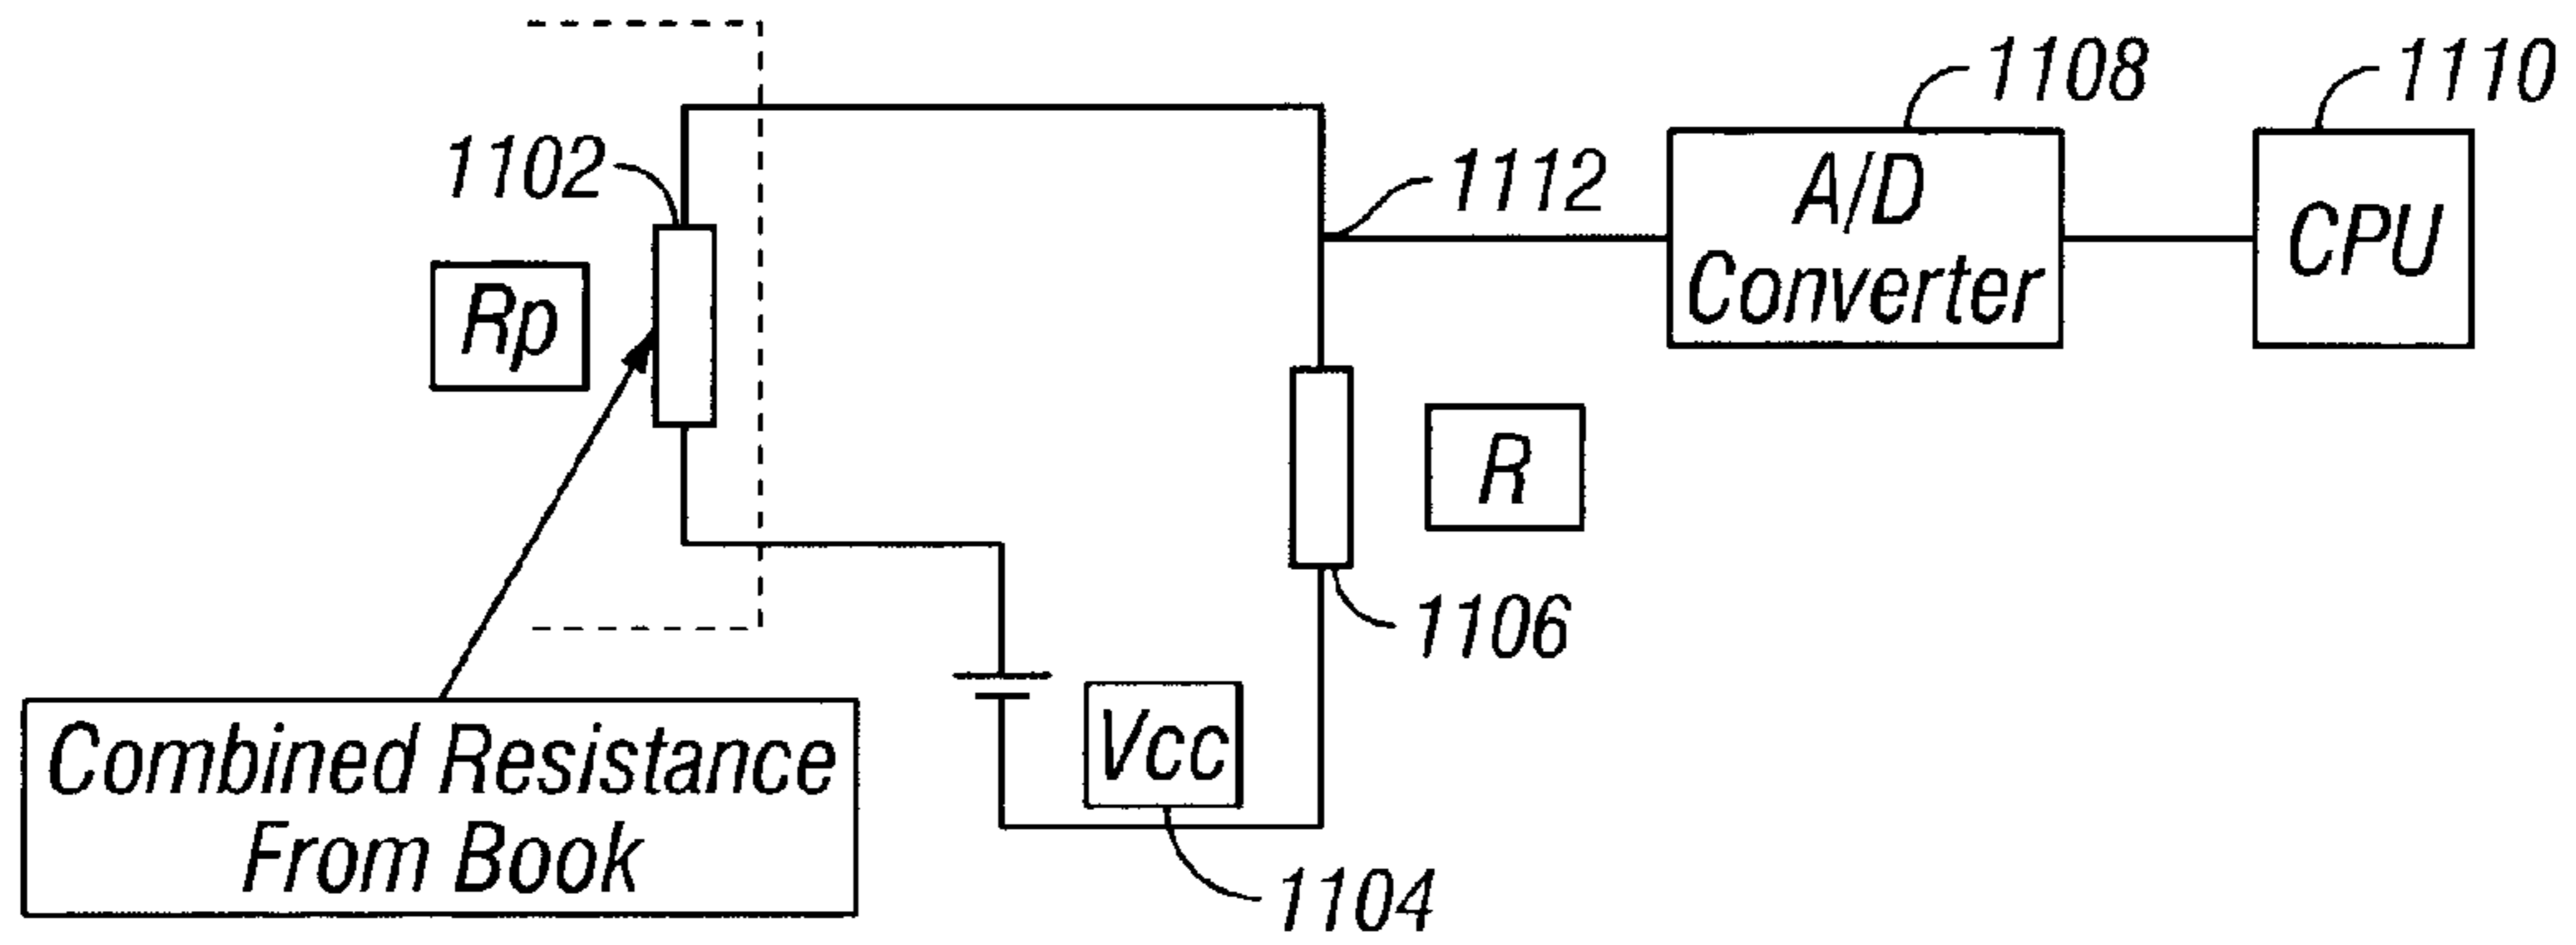 1108
1110
1102
1112
A/D
Converter
CPU
Rp
R
1106
Combined Resistance
From Book
Vcc
1104